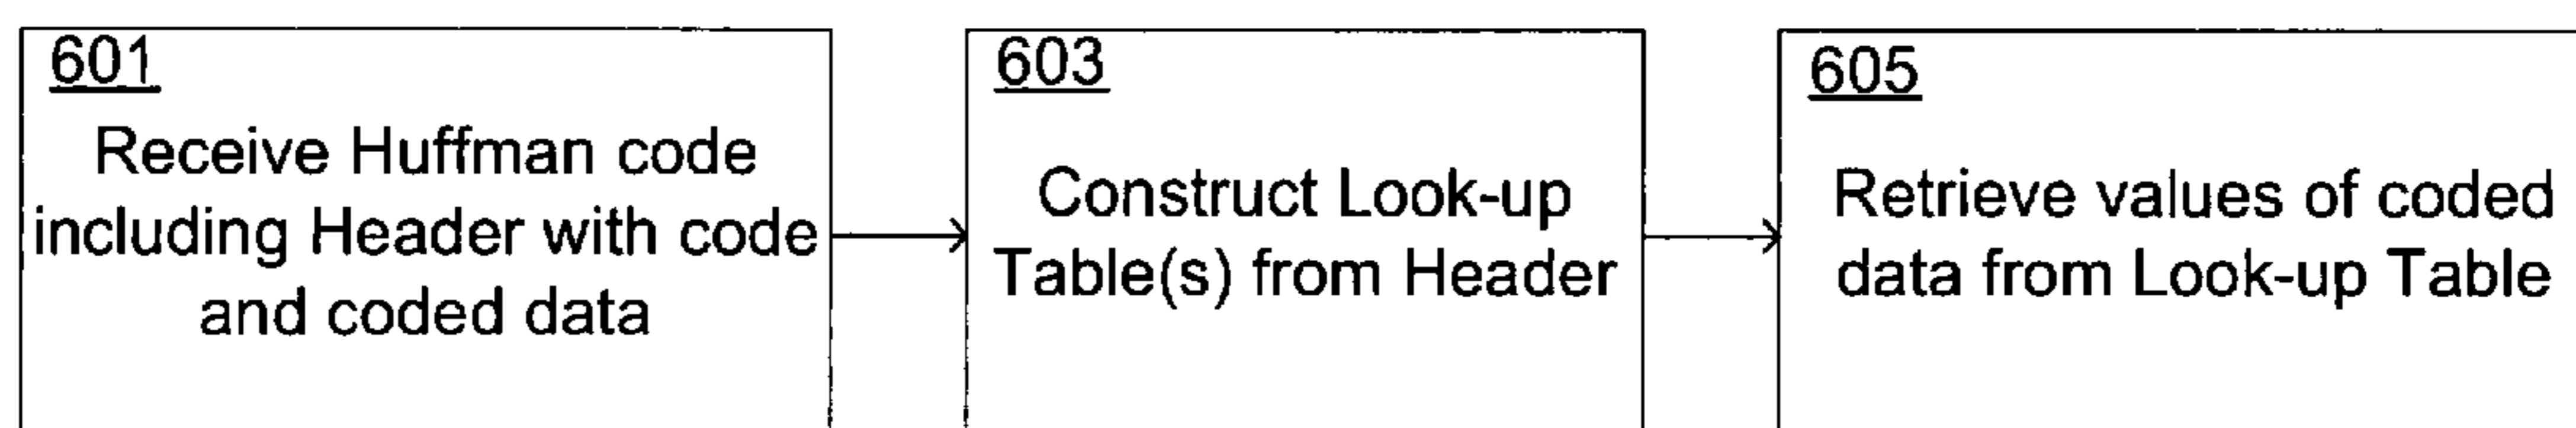 601
Receive Huffman code
including Header with code
and coded data
603
Construct Look-up
Table(s) from Header
605
Retrieve values of coded
data from Look-up Table